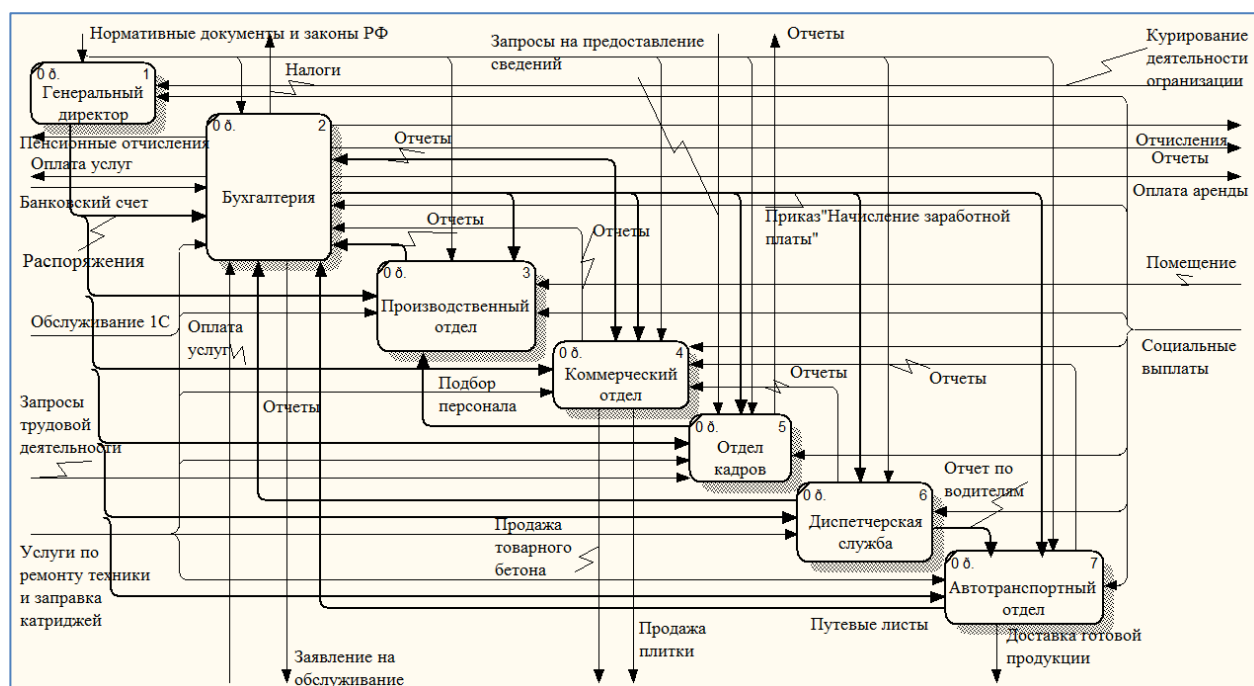 Нормативные документы и законы РФ
Налоги
Запросы на предоставление
сведений
Отчеты
Курирование
деятельности
огранизации
0 ð. 1
Генеральный
директор
0 ð. 2
Бухгалтерия
Пенсионные отчисления
Оплата услуг
Банковский счет
Распоряжения
Отчеты
Отчисления
Отчеты
Оплата аренды
Приказ"Начисление заработной
платы"
Отчеты
Отчеты
0 ð. 3
Производственный
отдел
Помещение
Обслуживание 1С
Оплата
услуг
0 ð. 4
Коммерческий
отдел
Социальные
выплаты
Подбор
персонала
Отчеты
Отчеты
Отчеты
Запросы
трудовой
деятельности
0 ð. 5
Отдел
кадров
Отчет по
водителям
0 ð. 6
Диспетчерская
служба
Продажа
товарного
бетона
Услуги по
ремонту техники
и заправка
катриджей
0 ð. 7
Автотранспортный
отдел
Путевые листы
Доставка готовой
продукции
Продажа
плитки
Заявление на
обслуживание